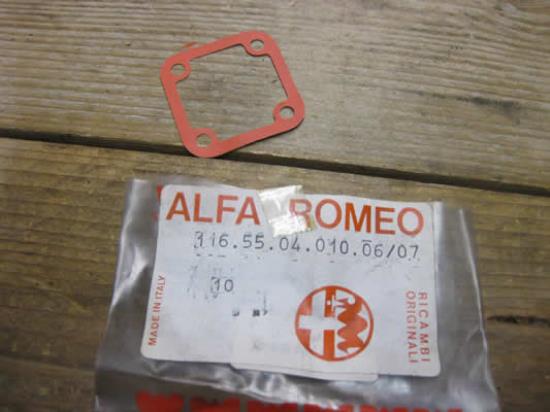 ALFA ROMEO
116.55.04.010.06/07
10
MADE IN ITALY
RICAMBI
ORIGINALI